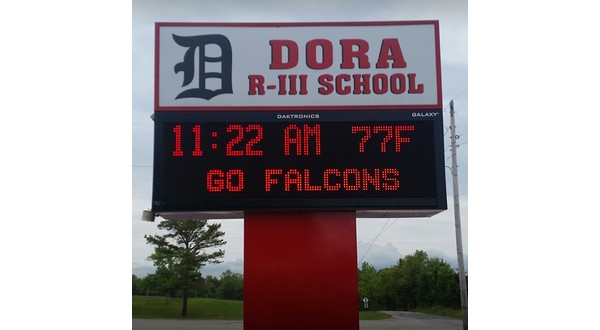 D DORA
R-III SCHOOL
DAKTRONICS GALAXY
11:22 AM 77F
GO FALCONS